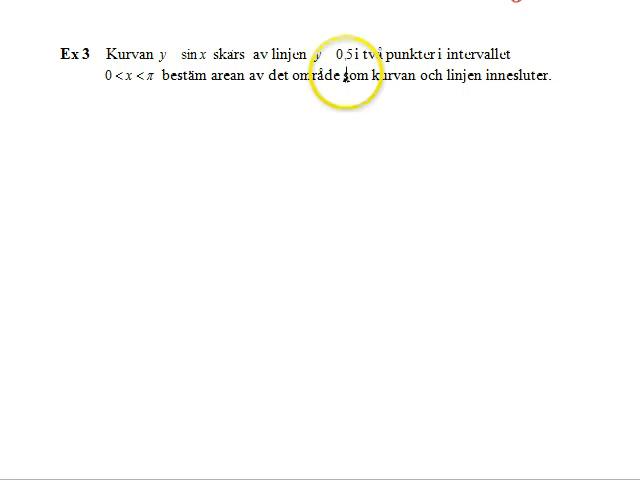 Ex 3 Kurvan y sin x skärs av linjen y 0,5 i två punkter i intervallet
0 < x < π bestäm arean av det område som kurvan och linjen innesluter.